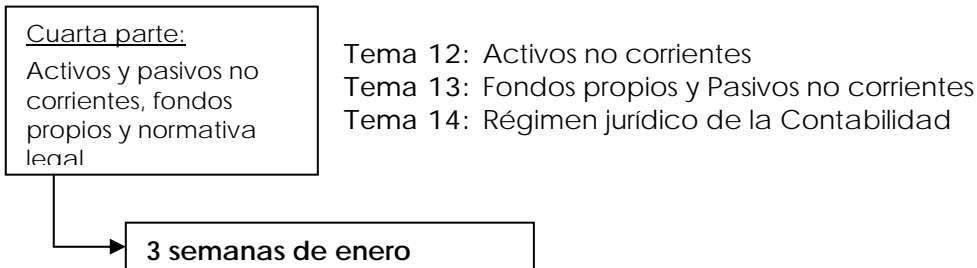 Cuarta parte:
Activos y pasivos no
corrientes, fondos
propios y normativa
legal
Tema 12: Activos no corrientes
Tema 13: Fondos propios y Pasivos no corrientes
Tema 14: Régimen jurídico de la Contabilidad
3 semanas de enero